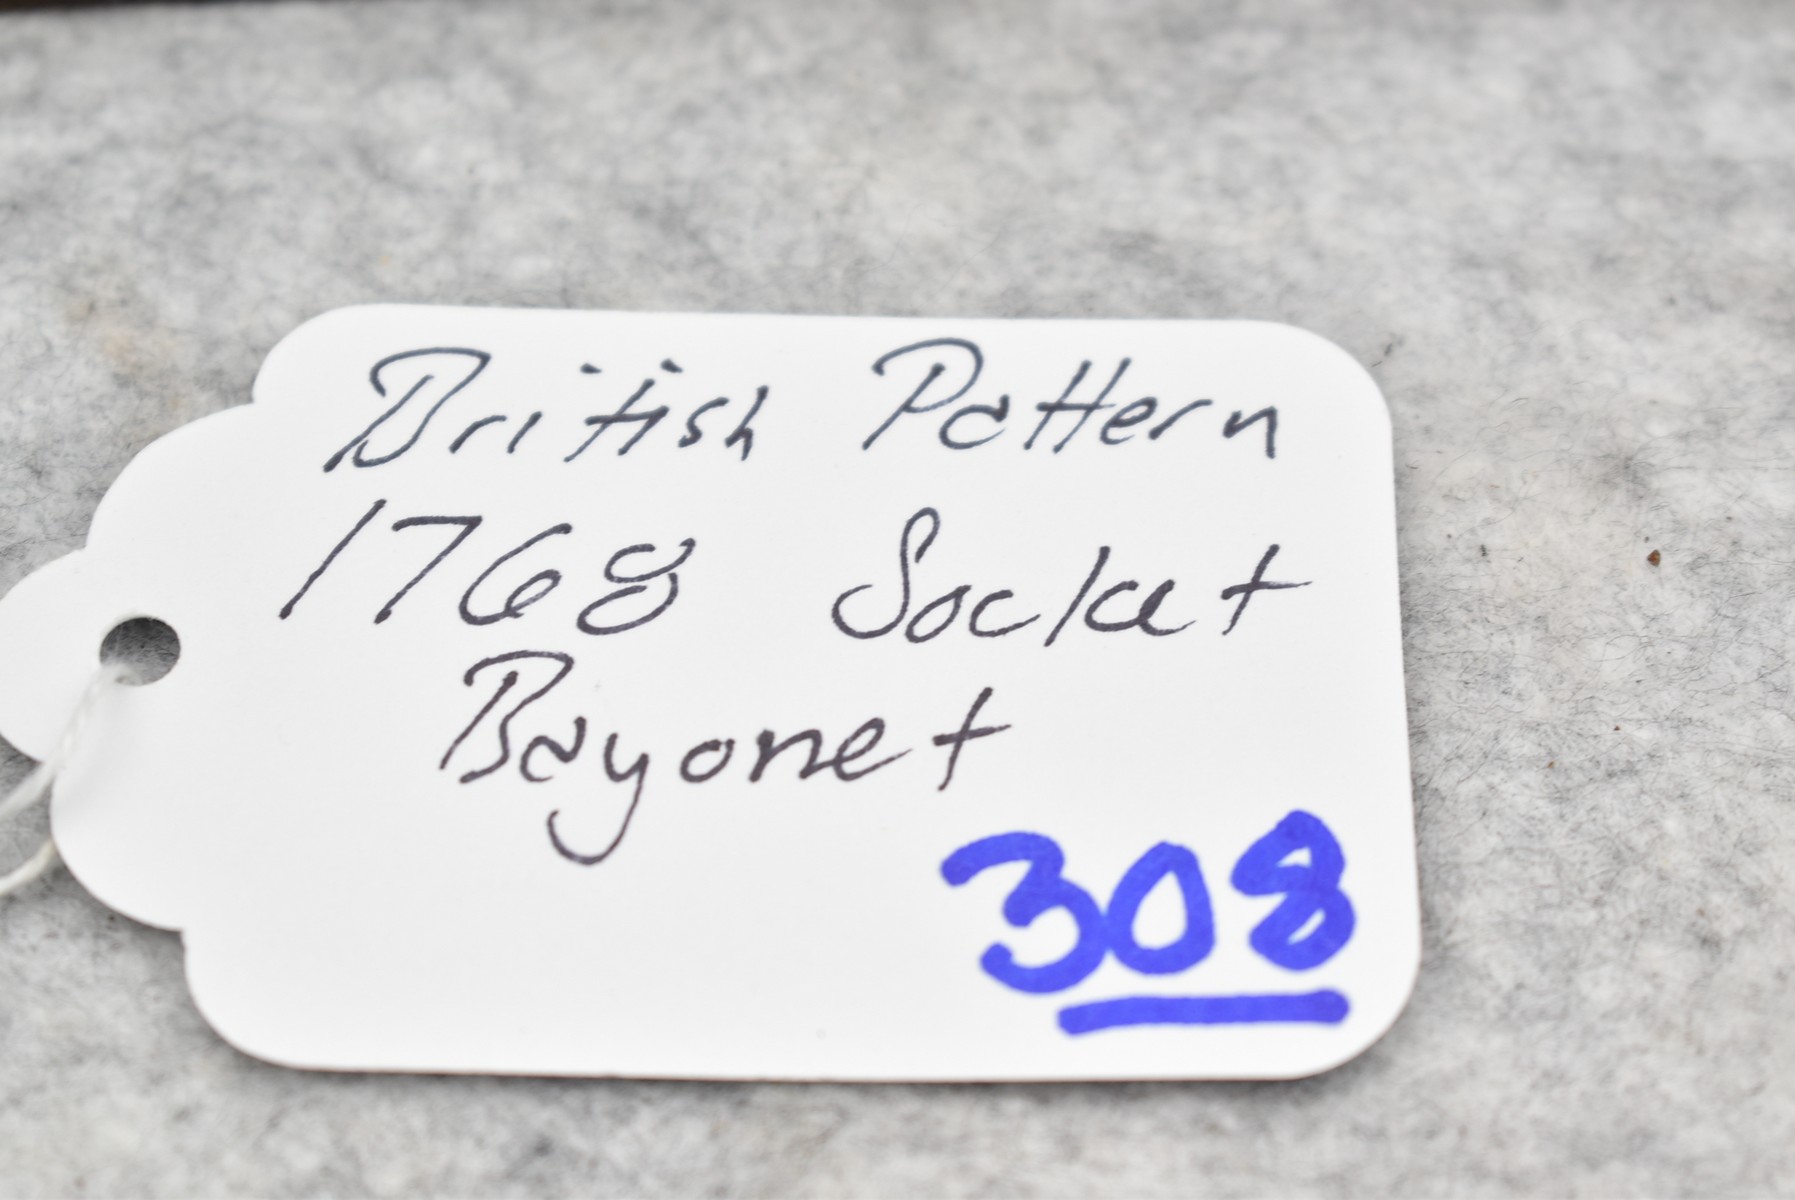 British Pattern
1768 Socket
Bayonet
308